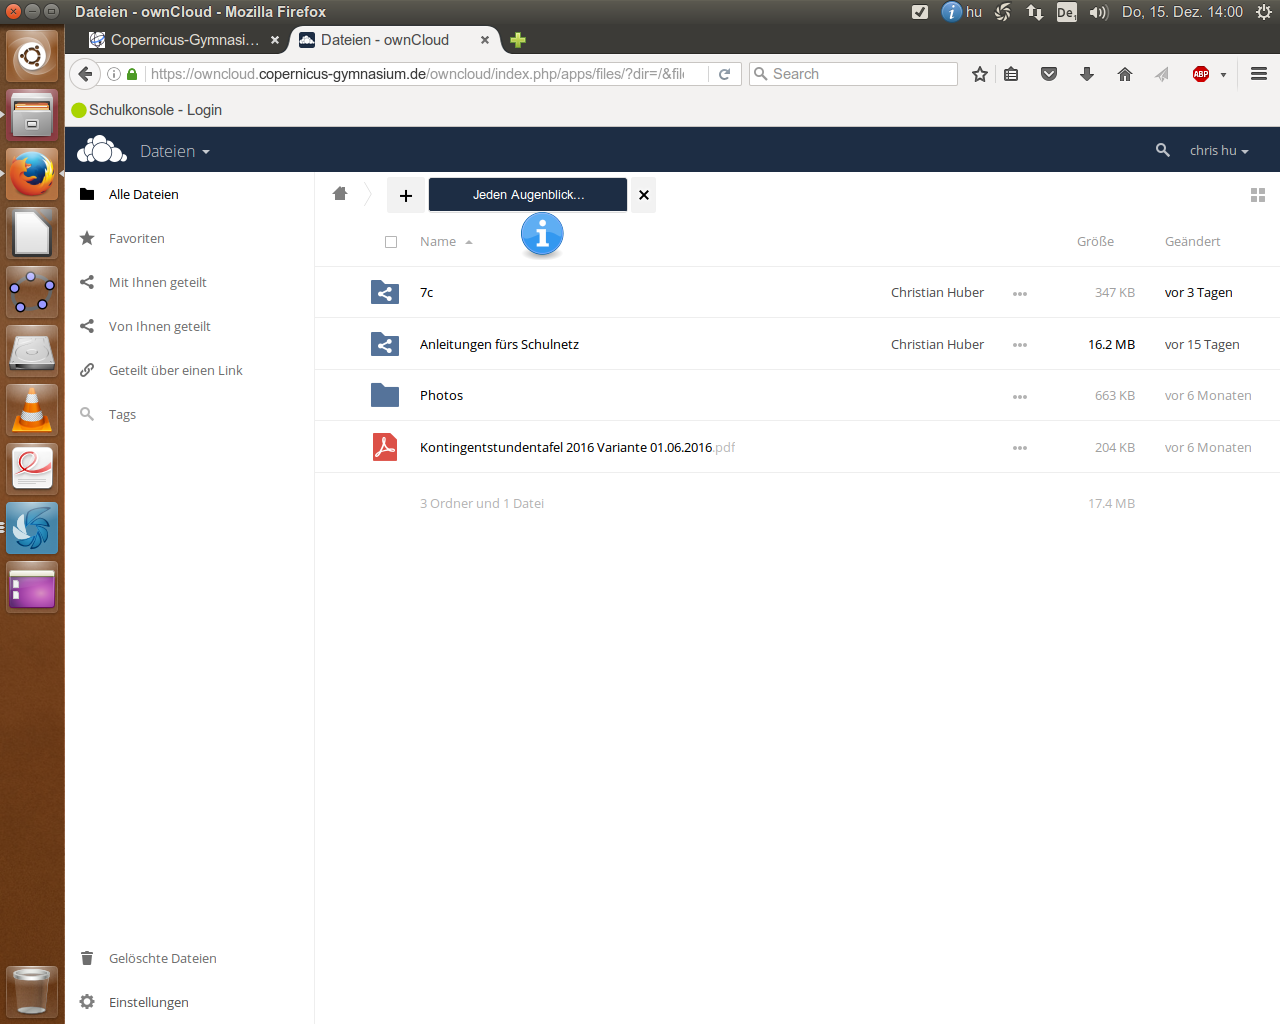 Dateien - ownCloud - Mozilla Firefox
hu
De1
Do, 15. Dez. 14:00
Copernicus-Gymnasi...
Dateien - ownCloud
https://owncloud.copernicus-gymnasium.de/owncloud/index.php/apps/files/?dir=/&file
Search
ABP
Schulkonsole - Login
Dateien
chris hu
Alle Dateien
Favoriten
Mit Ihnen geteilt
Von Ihnen geteilt
Geteilt über einen Link
Tags
Jeden Augenblick...
Name
Größe
Geändert
7c
Christian Huber
347 KB
vor 3 Tagen
Anleitungen fürs Schulnetz
Christian Huber
16.2 MB
vor 15 Tagen
Photos
663 KB
vor 6 Monaten
Kontingentstundentafel 2016 Variante 01.06.2016.pdf
204 KB
vor 6 Monaten
3 Ordner und 1 Datei
17.4 MB
Gelöschte Dateien
Einstellungen